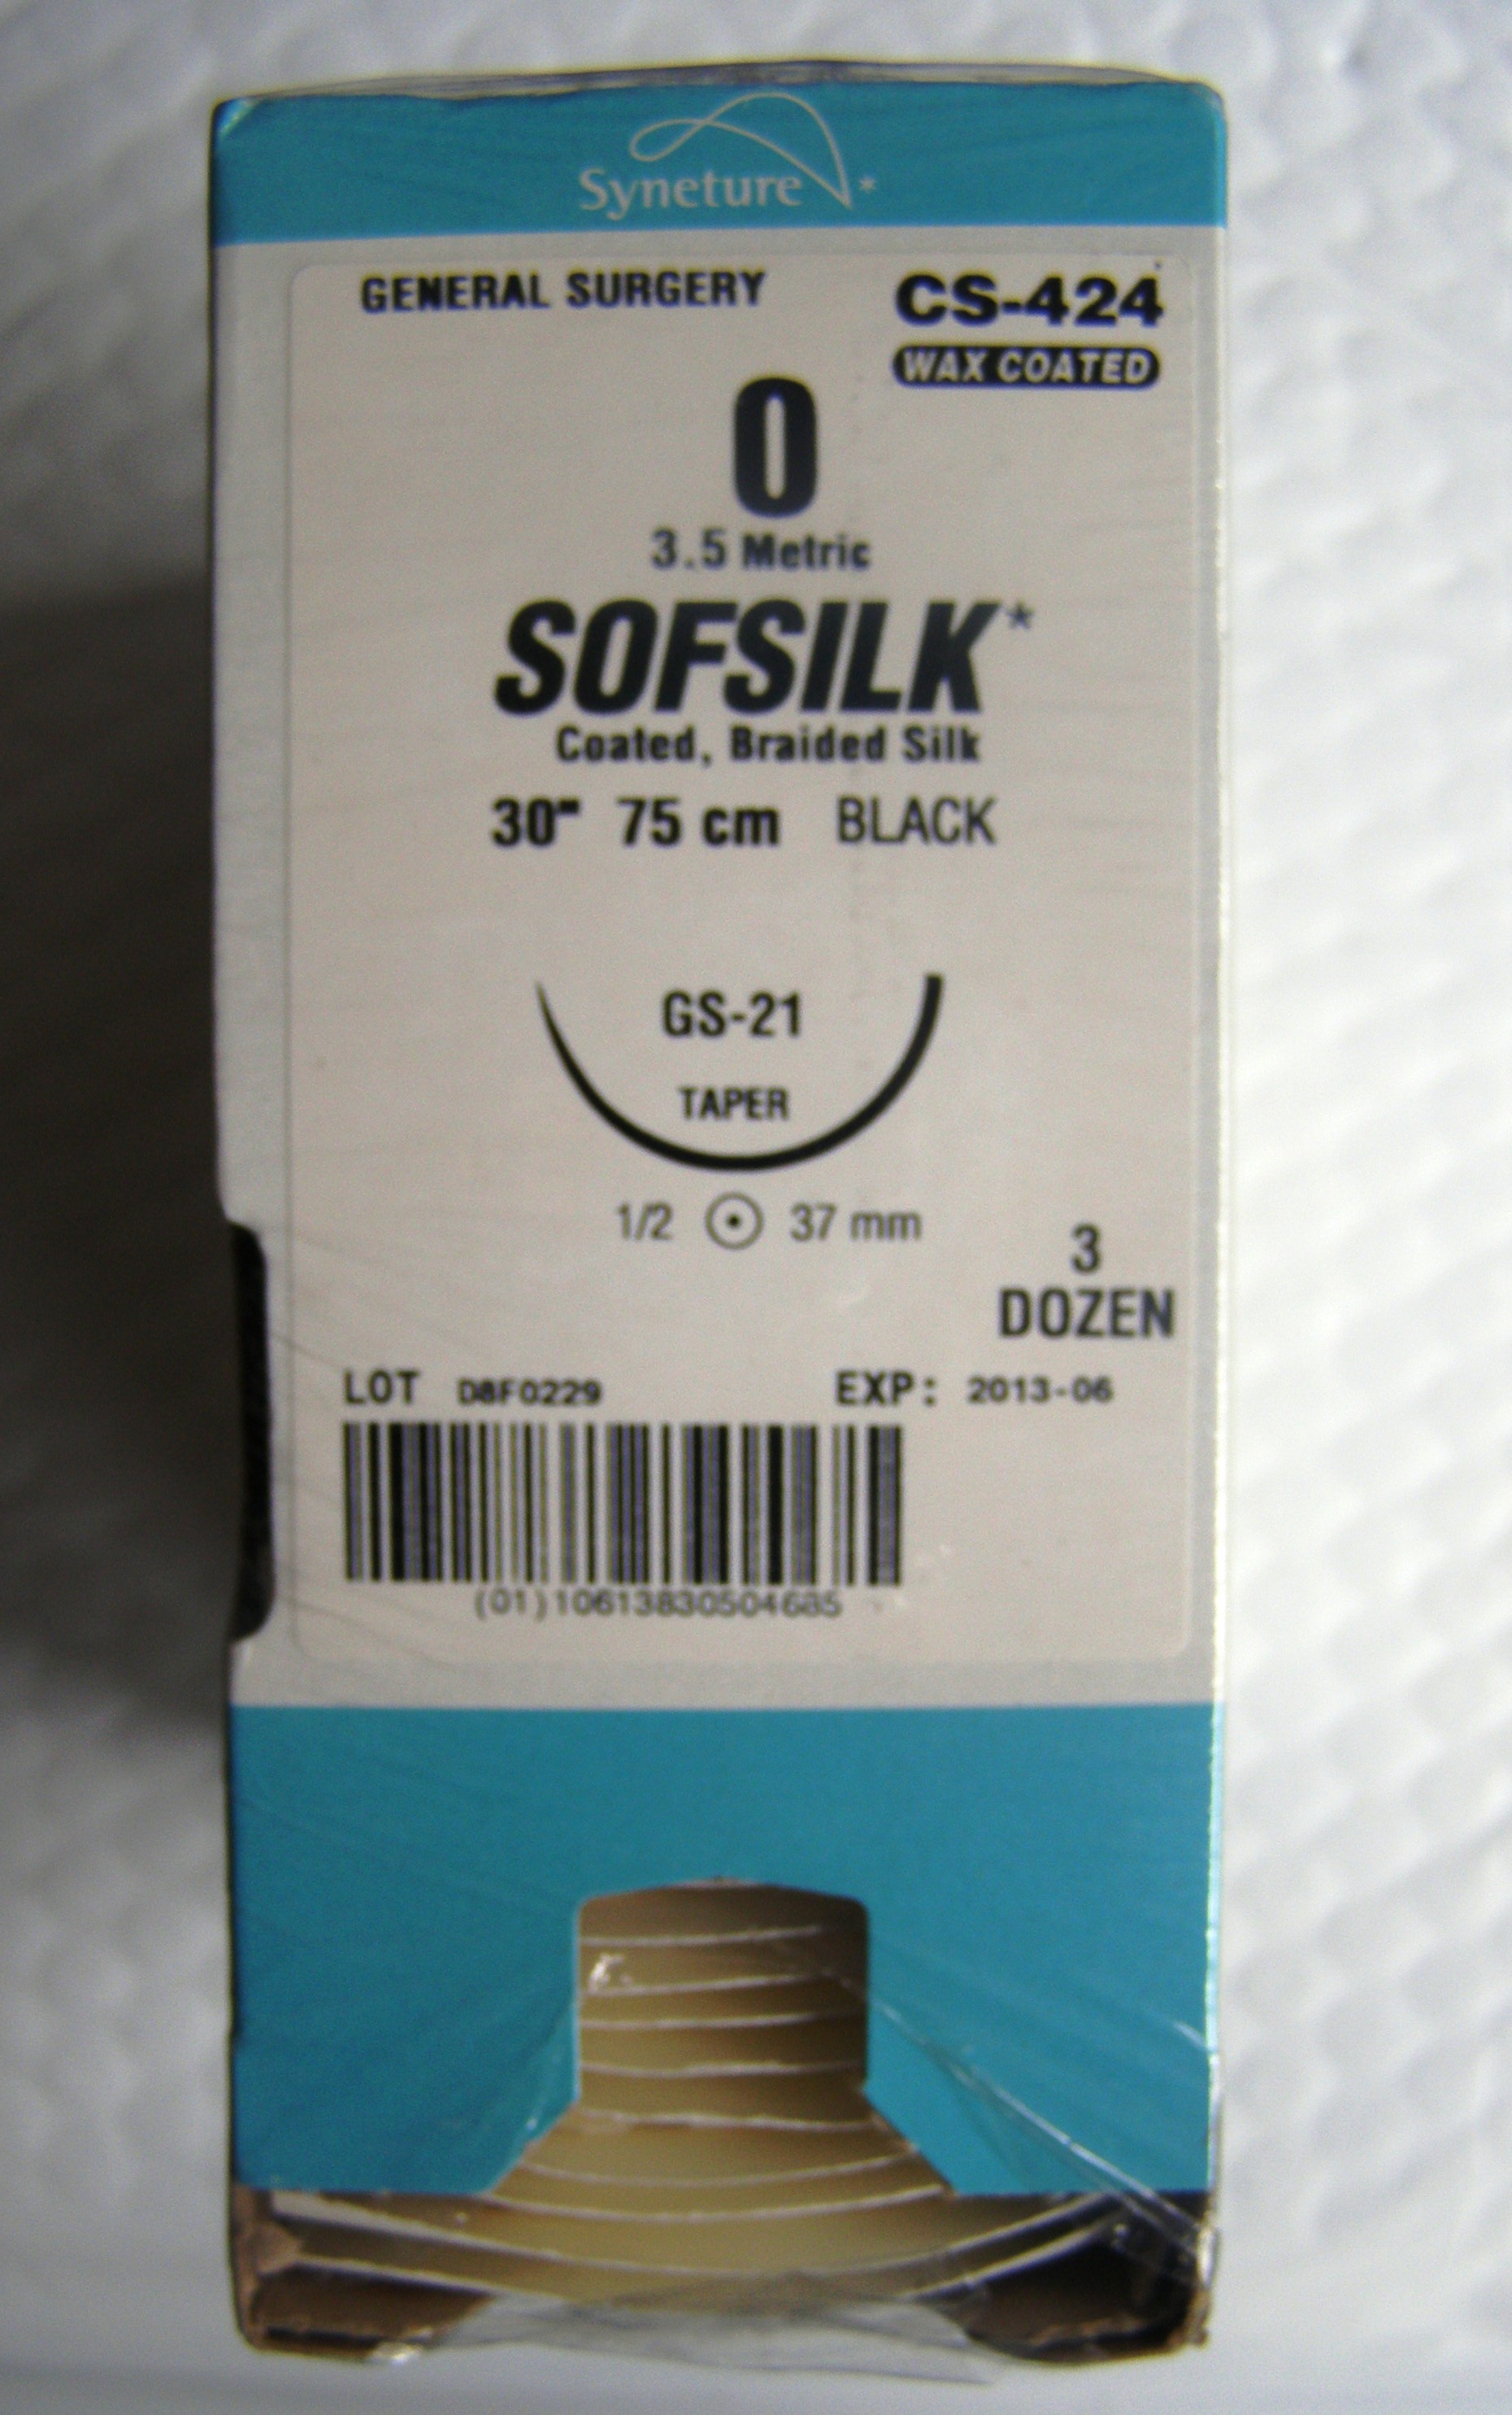 Syneture*
GENERAL SURGERY
CS-424
WAX COATED
0
3.5 Metric
SOFSILK*
Coated, Braided Silk
30" 75 cm BLACK
GS-21
TAPER
1/2 37 mm
3
DOZEN
LOT D8F0229
EXP: 2013-06
(01)10613830504685